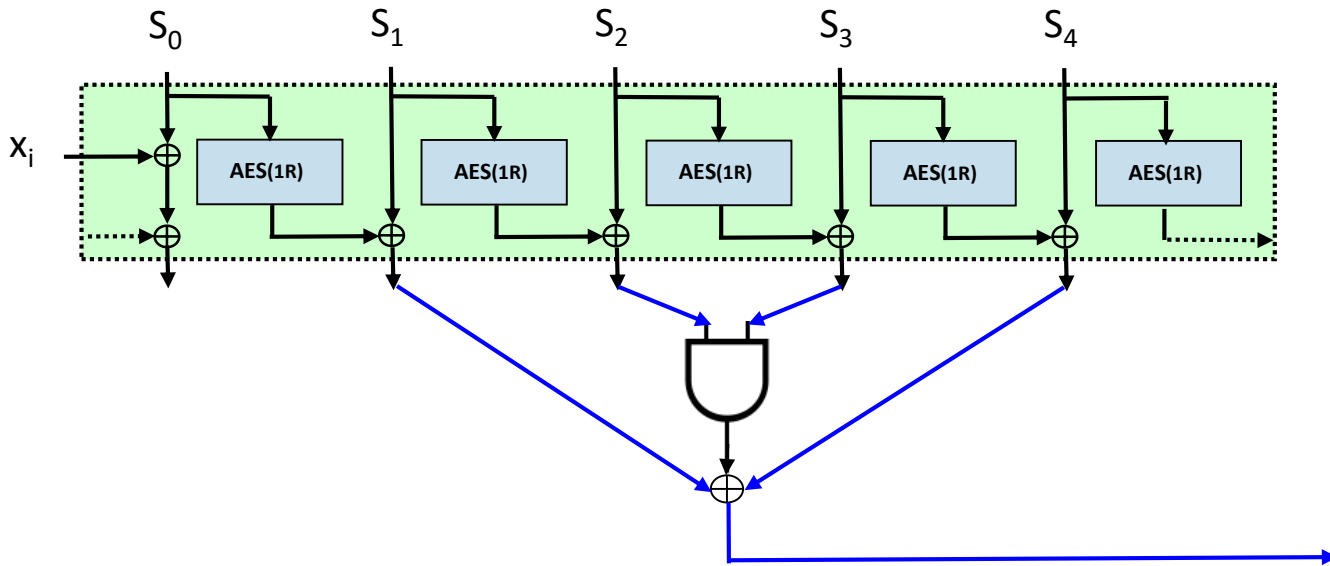 S₀ S₁ S₂ S₃ S₄
xᵢ
AES(1R) AES(1R) AES(1R) AES(1R) AES(1R)